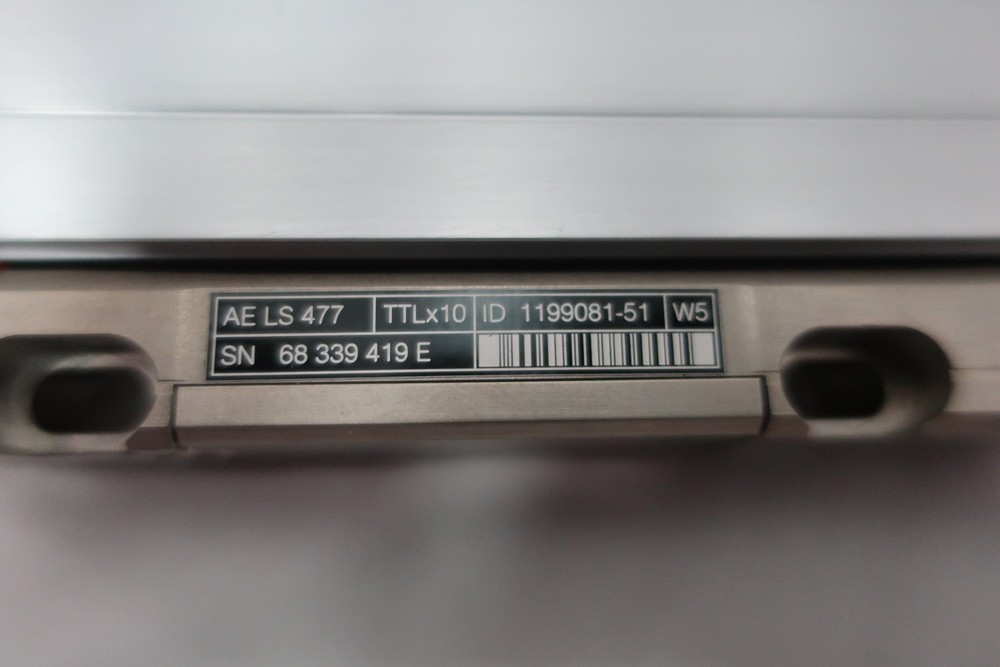 AE LS 477 TTLx10 ID 1199081-51 W5
SN 68 339 419 E